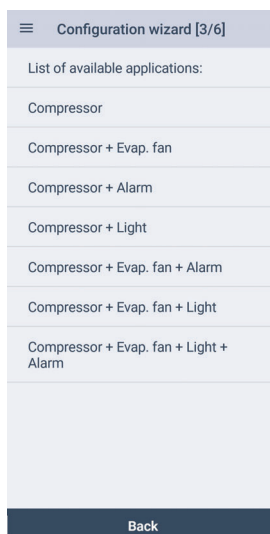 Configuration wizard [3/6]
List of available applications:
Compressor
Compressor + Evap. fan
Compressor + Alarm
Compressor + Light
Compressor + Evap. fan + Alarm
Compressor + Evap. fan + Light
Compressor + Evap. fan + Light +
Alarm
Back